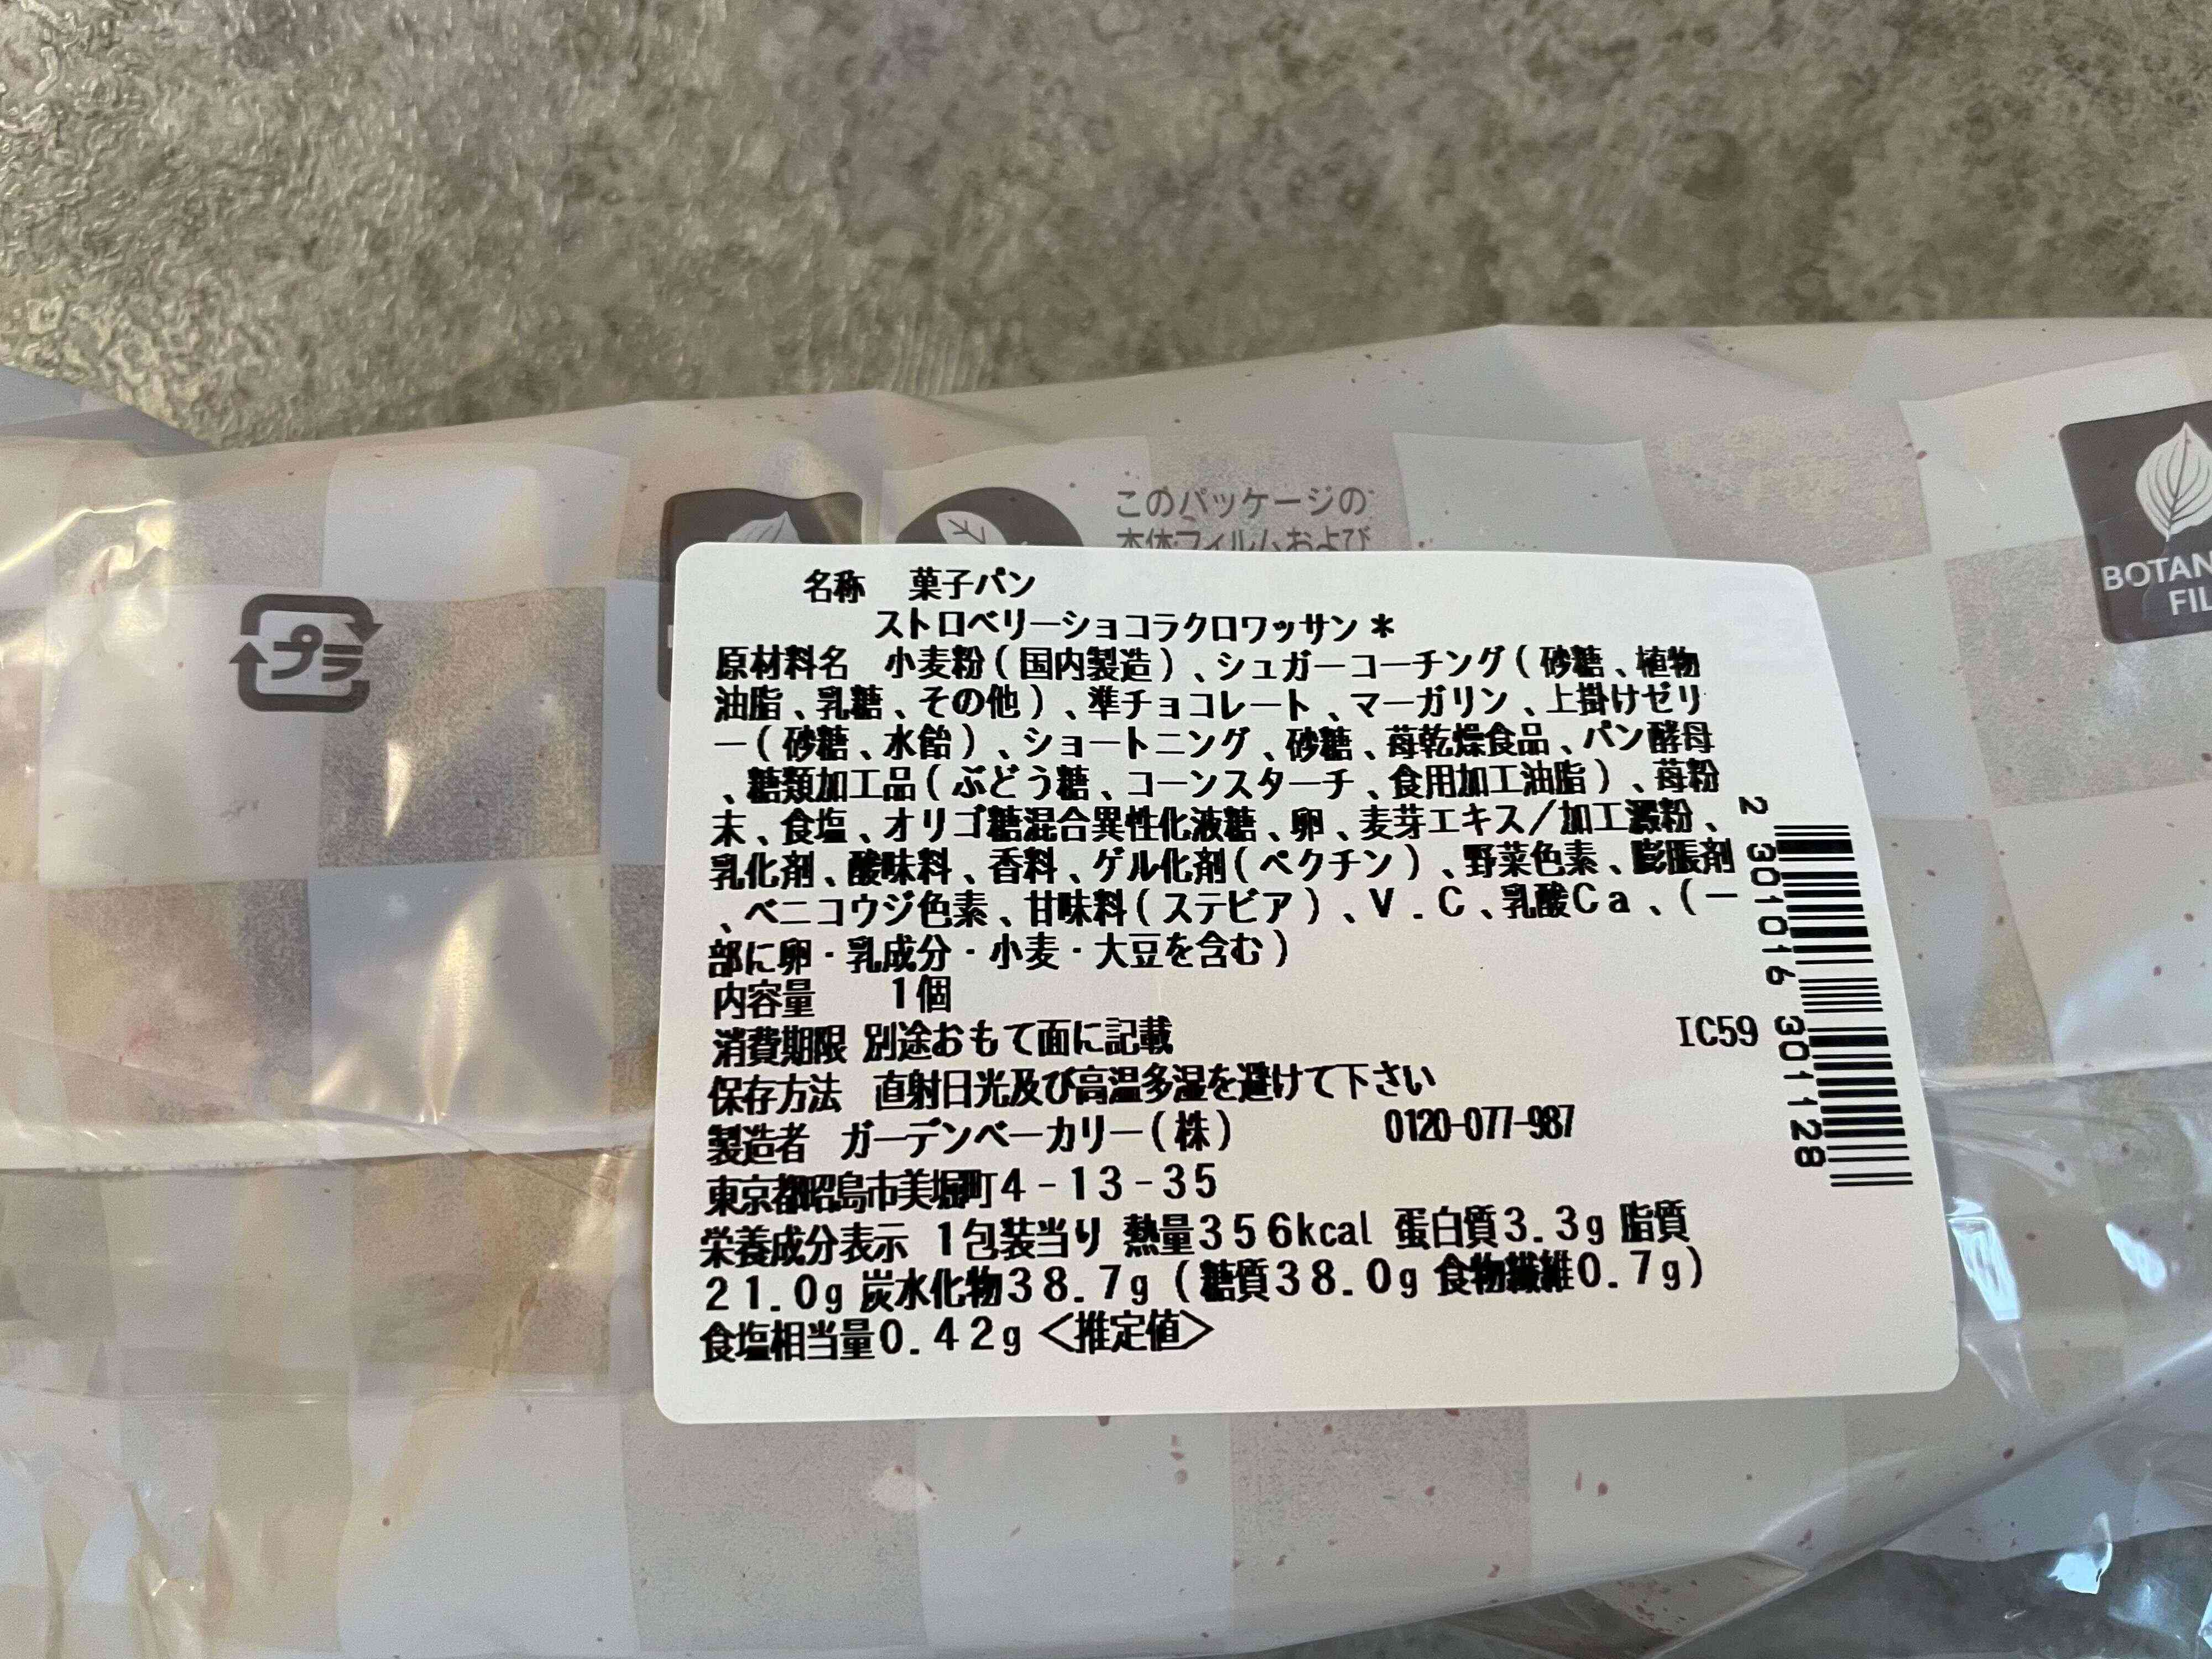 このパッケージの
本体フィルムおよび
BOTAN
FIL
プラ
名称 菓子パン
ストロベリーショコラクロワッサン＊
原材料名 小麦粉(国内製造)、シュガーコーチング(砂糖、植物
油脂、乳糖、その他)、準チョコレート、マーガリン、上掛けゼリ
ー(砂糖、水飴)、ショートニング、砂糖、苺乾燥食品、パン酵母
、糖類加工品(ぶどう糖、コーンスターチ、食用加工油脂)、苺粉
末、食塩、オリゴ糖混合異性化液糖、卵、麦芽エキス/加工澱粉、
乳化剤、酸味料、香料、ゲル化剤(ペクチン)、野菜色素、膨脹剤
、ベニコウジ色素、甘味料(ステビア)、V.C、乳酸Ca、(一
部に卵・乳成分・小麦・大豆を含む)
内容量 1個
消費期限 別途おもて面に記載
IC59
保存方法 直射日光及び高温多湿を避けて下さい
製造者 ガーデンベーカリー(株) 0120-077-987
東京都昭島市美堀町4-13-35
栄養成分表示 1包装当り 熱量356kcal 蛋白質3.3g 脂質
21.0g 炭水化物38.7g (糖質38.0g 食物繊維0.7g)
食塩相当量0.42g <推定値>
2 301016 301128